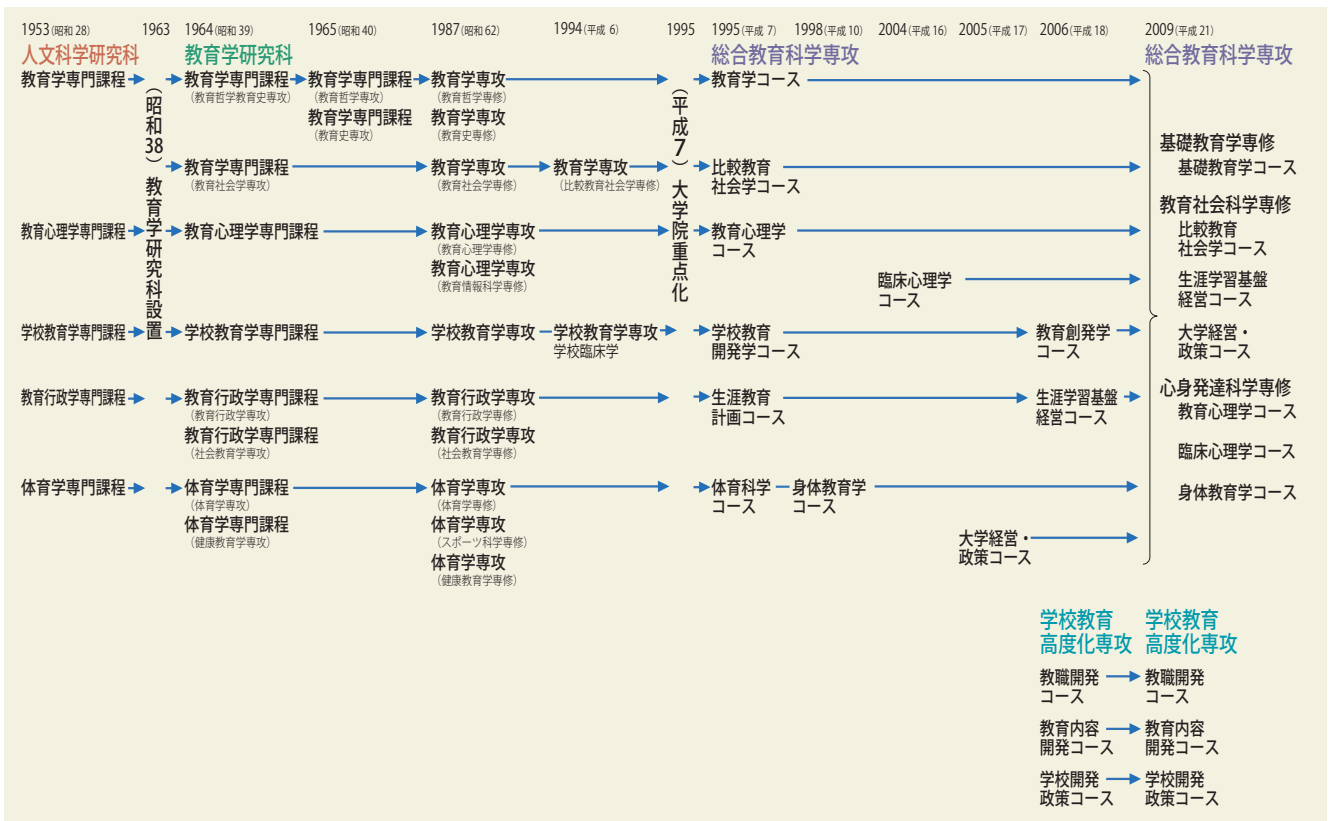 1953(昭和 28) 1963 1964(昭和 39) 1965(昭和 40) 1987(昭和 62) 1994(平成 6) 1995 1995(平成 7) 1998(平成 10) 2004(平成 16) 2005(平成 17) 2006(平成 18) 2009(平成 21)
人文科学研究科 教育学研究科 総合教育科学専攻 総合教育科学専攻
(昭和38)教育学研究科設置
(平成7)大学院重点化
教育学専門課程 教育学専門課程 教育学専門課程 教育学専攻 教育学コース
(教育哲学教育史専攻) (教育哲学専攻) (教育哲学専修)
教育学専門課程 教育学専攻
(教育史専攻) (教育史専修)
教育学専門課程 教育学専攻 教育学専攻 比較教育
(教育社会学専攻) (教育社会学専修) (比較教育社会学専修) 社会学コース
教育心理学専門課程 教育心理学専門課程 教育心理学専攻 教育心理学
(教育心理学専修) コース
教育心理学専攻
(教育情報科学専修)
臨床心理学
コース
学校教育学専門課程 学校教育学専門課程 学校教育学専攻 学校教育学専攻 学校教育 教育創発学
学校臨床学 開発学コース コース
教育行政学専門課程 教育行政学専門課程 教育行政学専攻 生涯教育 生涯学習基盤
(教育行政学専攻) (教育行政学専修) 計画コース 経営コース
教育行政学専門課程 教育行政学専攻
(社会教育学専攻) (社会教育学専修)
体育学専門課程 体育学専門課程 体育学専攻 体育科学 身体教育学
(体育学専攻) (体育学専修) コース コース
体育学専門課程 体育学専攻
(健康教育学専攻) (スポーツ科学専修)
体育学専攻
(健康教育学専修)
大学経営・
政策コース
基礎教育学専修
基礎教育学コース
教育社会科学専修
比較教育
社会学コース
生涯学習基盤
経営コース
大学経営・
政策コース
心身発達科学専修
教育心理学コース
臨床心理学コース
身体教育学コース
学校教育 学校教育
高度化専攻 高度化専攻
教職開発 教職開発
コース コース
教育内容 教育内容
開発コース 開発コース
学校開発 学校開発
政策コース 政策コース